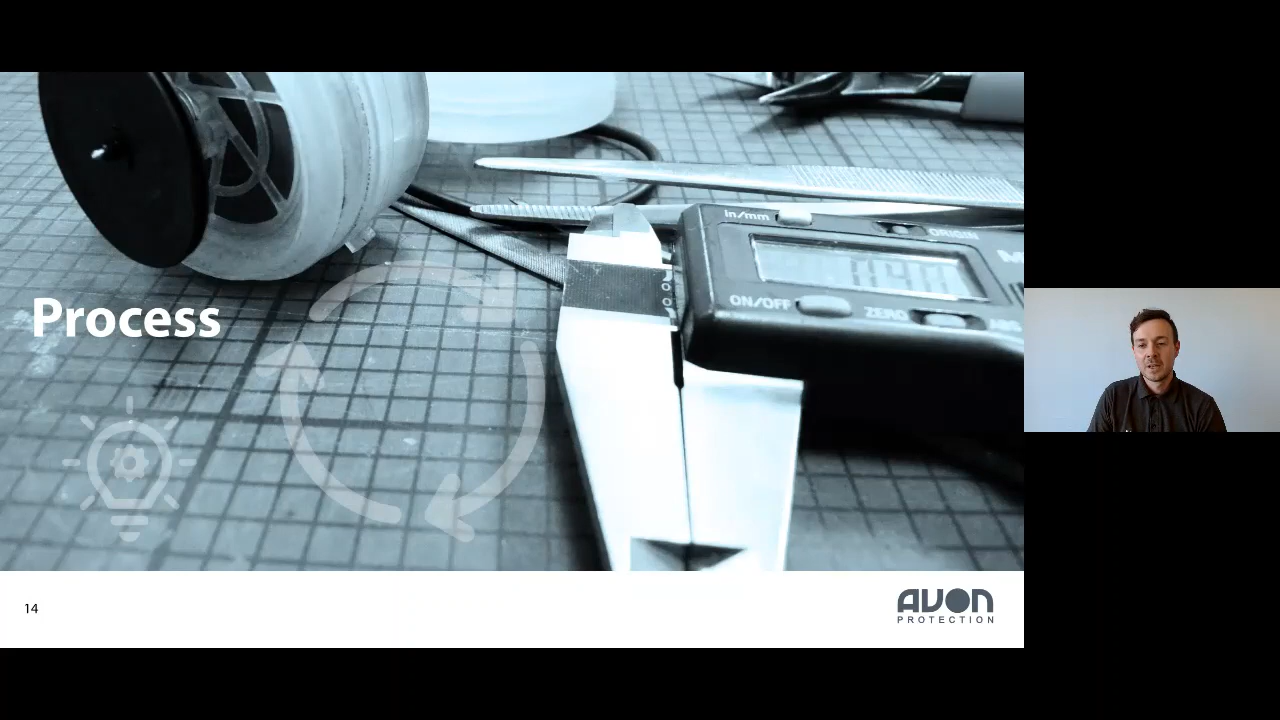 in/mm
ORIGIN
ON/OFF
ZERO
ABS
Process
14
AVON
PROTECTION